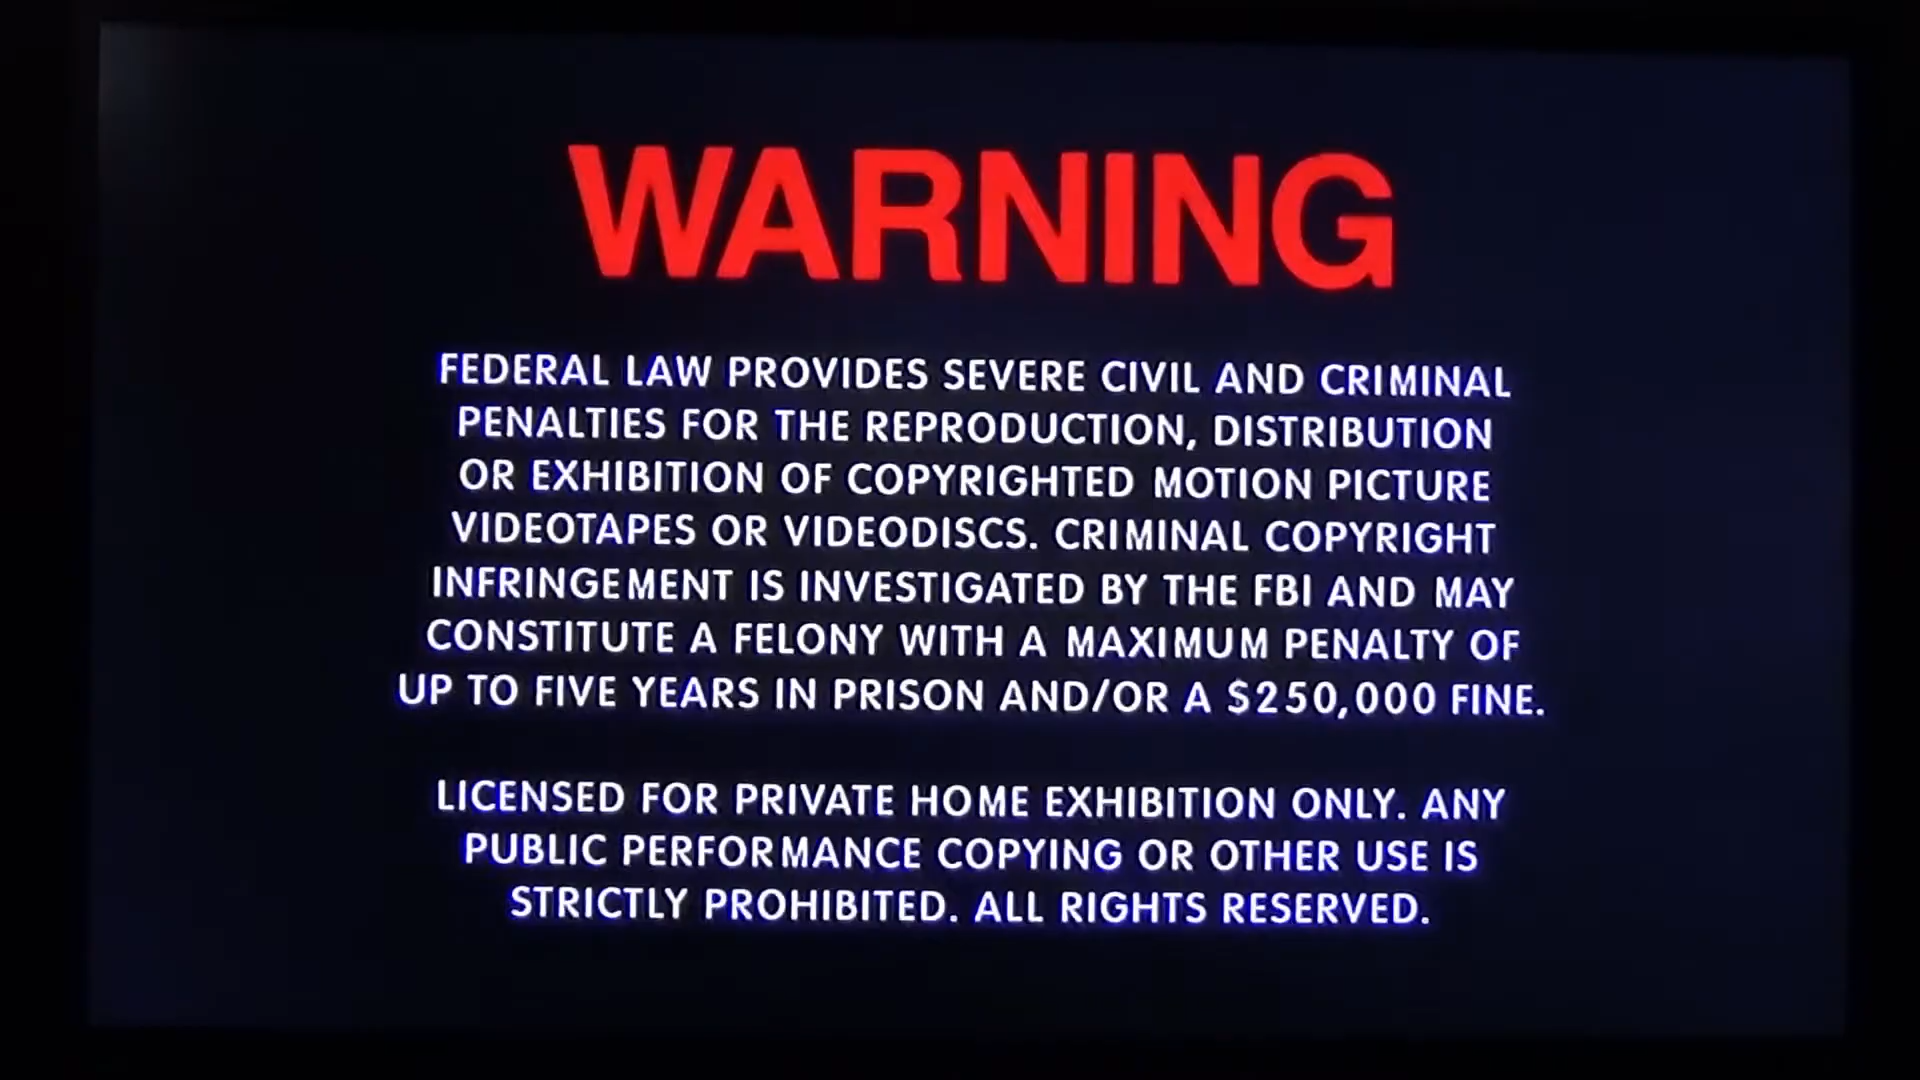 WARNING
FEDERAL LAW PROVIDES SEVERE CIVIL AND CRIMINAL
PENALTIES FOR THE REPRODUCTION, DISTRIBUTION
OR EXHIBITION OF COPYRIGHTED MOTION PICTURE
VIDEOTAPES OR VIDEODISCS. CRIMINAL COPYRIGHT
INFRINGEMENT IS INVESTIGATED BY THE FBI AND MAY
CONSTITUTE A FELONY WITH A MAXIMUM PENALTY OF
UP TO FIVE YEARS IN PRISON AND/OR A $250,000 FINE.
LICENSED FOR PRIVATE HOME EXHIBITION ONLY. ANY
PUBLIC PERFORMANCE COPYING OR OTHER USE IS
STRICTLY PROHIBITED. ALL RIGHTS RESERVED.